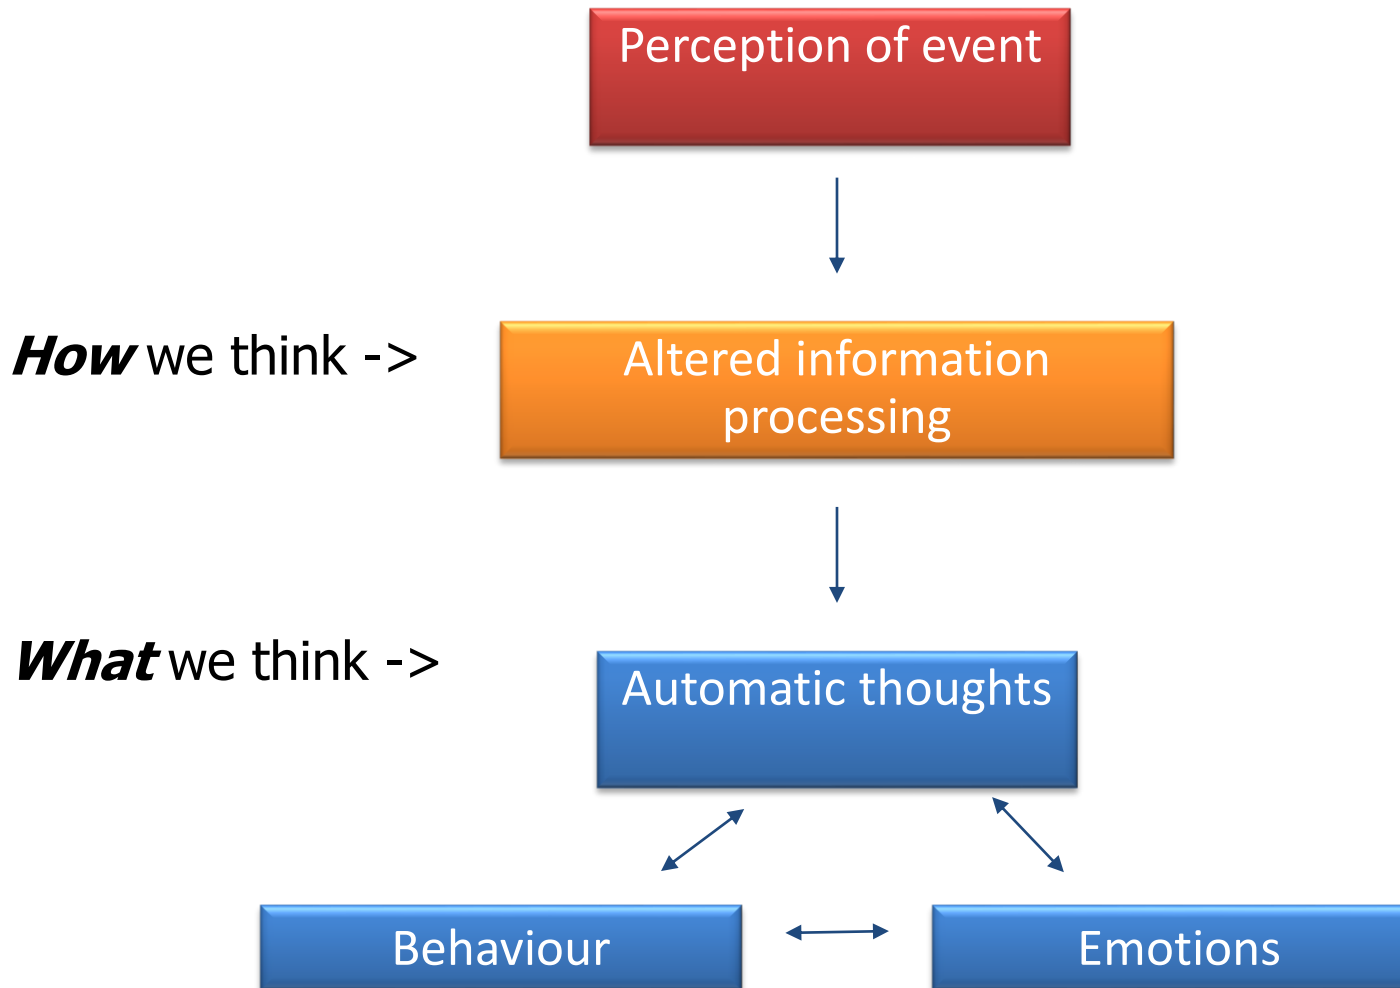 Perception of event
How we think ->
Altered information
processing
What we think ->
Automatic thoughts
Behaviour
Emotions